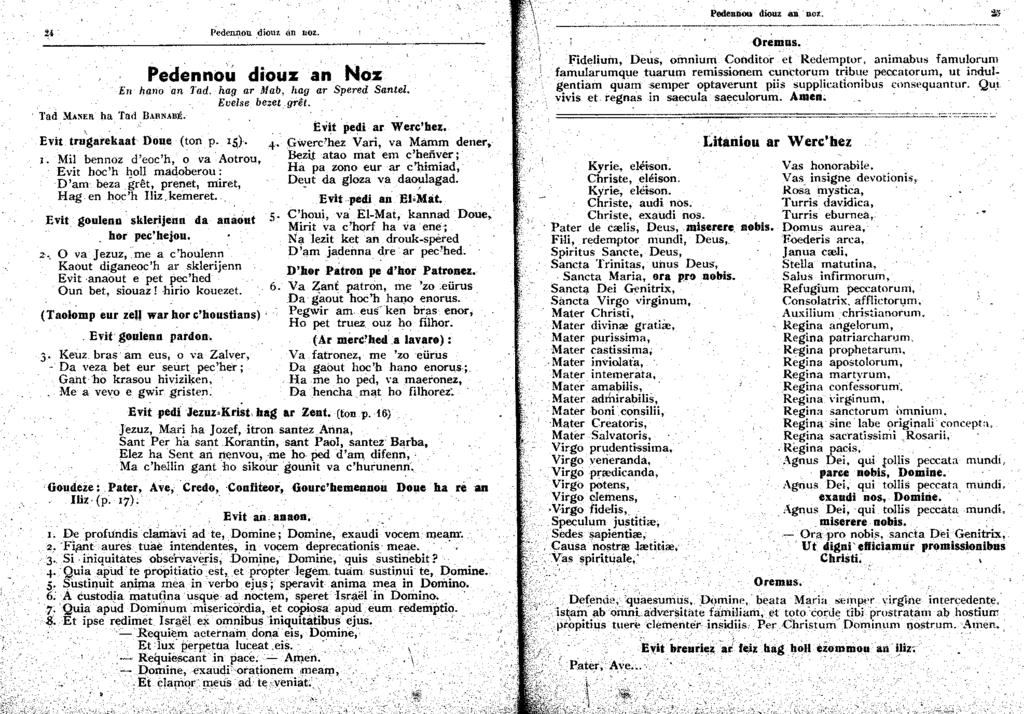 24
Pedennou diouz an noz.
Pedennou diouz an Noz
En hano an Tad, hag ar Mab, hag ar Spered Santel.
Evelse bezet grêt.
Tad MANER ha Tad BARNABÉ.
Evit trugarekaat Doue (ton p. 15).
1. Mil bennoz d'eoc'h, o va Aotrou,
Evit hoc'h holl madoberou :
D'am beza grêt, prenet, miret,
Hag en hoc'h Iliz kemeret.
Evit goulenn sklerijenn da anaout
hor pec'hejou.
2. O va Jezuz, me a c'houlenn
Kaout diganeoc'h ar sklerijenn
Evit anaout e pet pec'hed
Oun bet, siouaz ! hirio kouezet.
(Taolomp eur zell war hor c'houstians)
Evit goulenn pardon.
3. Keuz bras am eus, o va Zalver,
Da veza bet eur seurt pec'her ;
Gant ho krasou hiviziken,
Me a vevo e gwir gristen.
Evit pedi ar Werc'hez.
4. Gwerc'hez Vari, va Mamm dener,
Bezit atao mat em c'heñver ;
Ha pa zono eur ar c'himiad,
Deut da gloza va daoulagad.
Evit pedi an El-Mat.
5. C'houi, va El-Mat, kannad Doue,
Mirit va c'horf ha va ene ;
Na lezit ket an drouk-spered
D'am jadenna dre ar pec'hed.
D'hor Patron pe d'hor Patronez.
6. Va Zant patron, me 'zo eürus
Da gaout hoc'h hano enorus.
Pegwir am eus ken bras enor,
Ho pet truez ouz ho filhor.
(Ar merc'hed a lavaro) :
Va fatronez, me 'zo eürus
Da gaout hoc'h hano enorus ;
Ha me ho ped, va maeronez,
Da hencha mat ho filhorez.
Evit pedi Jezuz-Krist hag ar Zent. (ton p. 16)
Jezuz, Mari ha Jozef, itron santez Anna,
Sant Per ha sant Korantin, sant Paol, santez Barba,
Elez ha Sent an nenvou, me ho ped d'am difenn,
Ma c'hellin gant ho sikour gounit va c'hurunenn.
Goudeze : Pater, Ave, Credo, Confiteor, Gourc'hemennou Doue ha re an
Iliz (p. 17).
Evit an anaon.
1. De profundis clamavi ad te, Domine ; Domine, exaudi vocem meam.
2. Fiant aures tuae intendentes, in vocem deprecationis meae.
3. Si iniquitates observaveris, Domine, Domine, quis sustinebit ?
4. Quia apud te propitiatio est, et propter legem tuam sustinui te, Domine.
5. Sustinuit anima mea in verbo ejus ; speravit anima mea in Domino.
6. A custodia matutina usque ad noctem, speret Israël in Domino.
7. Quia apud Dominum misericordia, et copiosa apud eum redemptio.
8. Et ipse redimet Israël ex omnibus iniquitatibus ejus.
— Requiem aeternam dona eis, Domine,
Et lux perpetua luceat eis.
— Requiescant in pace. — Amen.
— Domine, exaudi orationem meam,
Et clamor meus ad te veniat.
Pedennou diouz an noz.
25
Oremus.
Fidelium, Deus, omnium Conditor et Redemptor, animabus famulorum
famularumque tuarum remissionem cunctorum tribue peccatorum, ut indul-
gentiam quam semper optaverunt piis supplicationibus consequantur. Qui
vivis et regnas in saecula saeculorum. Amen.
Litaniou ar Werc'hez
Kyrie, eléison.
Christe, eléison.
Kyrie, eléison.
Christe, audi nos.
Christe, exaudi nos.
Pater de cælis, Deus, miserere nobis.
Fili, redemptor mundi, Deus,
Spiritus Sancte, Deus,
Sancta Trinitas, unus Deus,
Sancta Maria, ora pro nobis.
Sancta Dei Genitrix,
Sancta Virgo virginum,
Mater Christi,
Mater divinæ gratiæ,
Mater purissima,
Mater castissima,
Mater inviolata,
Mater intemerata,
Mater amabilis,
Mater admirabilis,
Mater boni consilii,
Mater Creatoris,
Mater Salvatoris,
Virgo prudentissima,
Virgo veneranda,
Virgo prædicanda,
Virgo potens,
Virgo clemens,
Virgo fidelis,
Speculum justitiæ,
Sedes sapientiæ,
Causa nostræ lætitiæ,
Vas spirituale,
Vas honorabile,
Vas insigne devotionis,
Rosa mystica,
Turris davidica,
Turris eburnea,
Domus aurea,
Foederis arca,
Janua cæli,
Stella matutina,
Salus infirmorum,
Refugium peccatorum,
Consolatrix afflictorum,
Auxilium christianorum,
Regina angelorum,
Regina patriarcharum,
Regina prophetarum,
Regina apostolorum,
Regina martyrum,
Regina confessorum,
Regina virginum,
Regina sanctorum omnium,
Regina sine labe originali concepta,
Regina sacratissimi Rosarii,
Regina pacis,
Agnus Dei, qui tollis peccata mundi,
parce nobis, Domine.
Agnus Dei, qui tollis peccata mundi,
exaudi nos, Domine.
Agnus Dei, qui tollis peccata mundi,
miserere nobis.
— Ora pro nobis, sancta Dei Genitrix,
Ut digni efficiamur promissionibus
Christi.
Oremus.
Defende, quaesumus, Domine, beata Maria semper virgine intercedente,
istam ab omni adversitate familiam, et toto corde tibi prostratam ab hostium
propitius tuere clementer insidiis. Per Christum Dominum nostrum. Amen.
Evit breuriez ar feiz hag holl ezommou an iliz.
Pater, Ave...